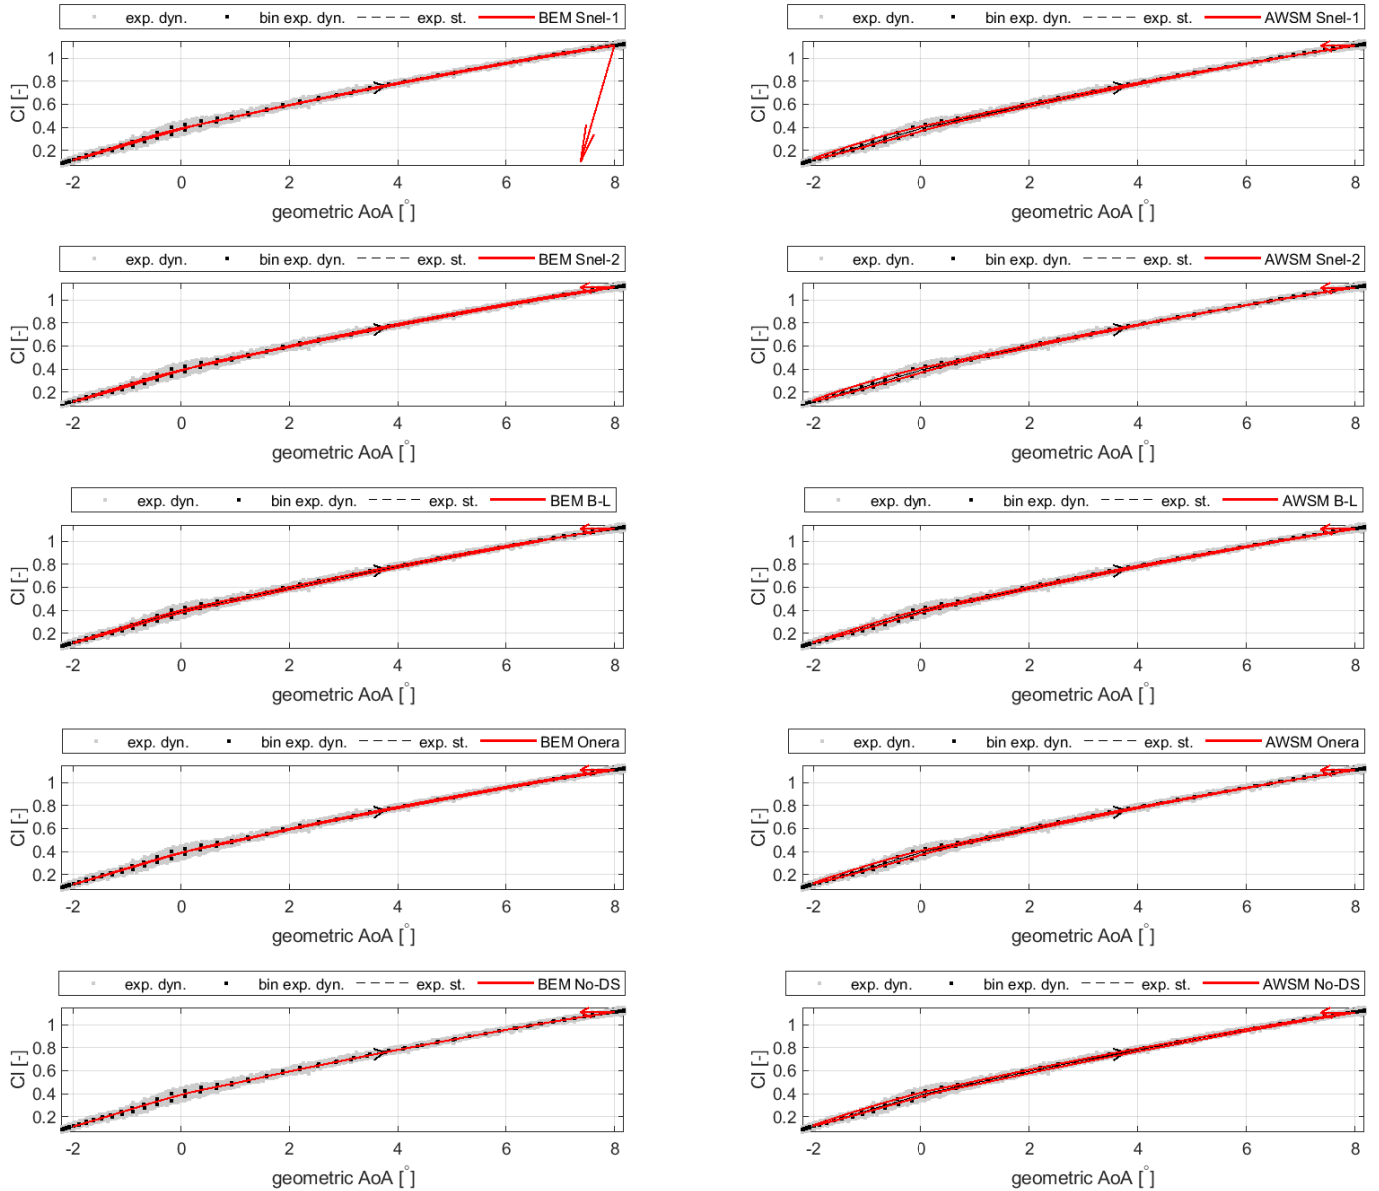 exp. dyn. bin exp. dyn. exp. st. BEM Snel-1
Cl [-]
1
0.8
0.6
0.4
0.2
-2 0 2 4 6 8
geometric AoA [°]
exp. dyn. bin exp. dyn. exp. st. AWSM Snel-1
Cl [-]
1
0.8
0.6
0.4
0.2
-2 0 2 4 6 8
geometric AoA [°]
exp. dyn. bin exp. dyn. exp. st. BEM Snel-2
Cl [-]
1
0.8
0.6
0.4
0.2
-2 0 2 4 6 8
geometric AoA [°]
exp. dyn. bin exp. dyn. exp. st. AWSM Snel-2
Cl [-]
1
0.8
0.6
0.4
0.2
-2 0 2 4 6 8
geometric AoA [°]
exp. dyn. bin exp. dyn. exp. st. BEM B-L
Cl [-]
1
0.8
0.6
0.4
0.2
-2 0 2 4 6 8
geometric AoA [°]
exp. dyn. bin exp. dyn. exp. st. AWSM B-L
Cl [-]
1
0.8
0.6
0.4
0.2
-2 0 2 4 6 8
geometric AoA [°]
exp. dyn. bin exp. dyn. exp. st. BEM Onera
Cl [-]
1
0.8
0.6
0.4
0.2
-2 0 2 4 6 8
geometric AoA [°]
exp. dyn. bin exp. dyn. exp. st. AWSM Onera
Cl [-]
1
0.8
0.6
0.4
0.2
-2 0 2 4 6 8
geometric AoA [°]
exp. dyn. bin exp. dyn. exp. st. BEM No-DS
Cl [-]
1
0.8
0.6
0.4
0.2
-2 0 2 4 6 8
geometric AoA [°]
exp. dyn. bin exp. dyn. exp. st. AWSM No-DS
Cl [-]
1
0.8
0.6
0.4
0.2
-2 0 2 4 6 8
geometric AoA [°]